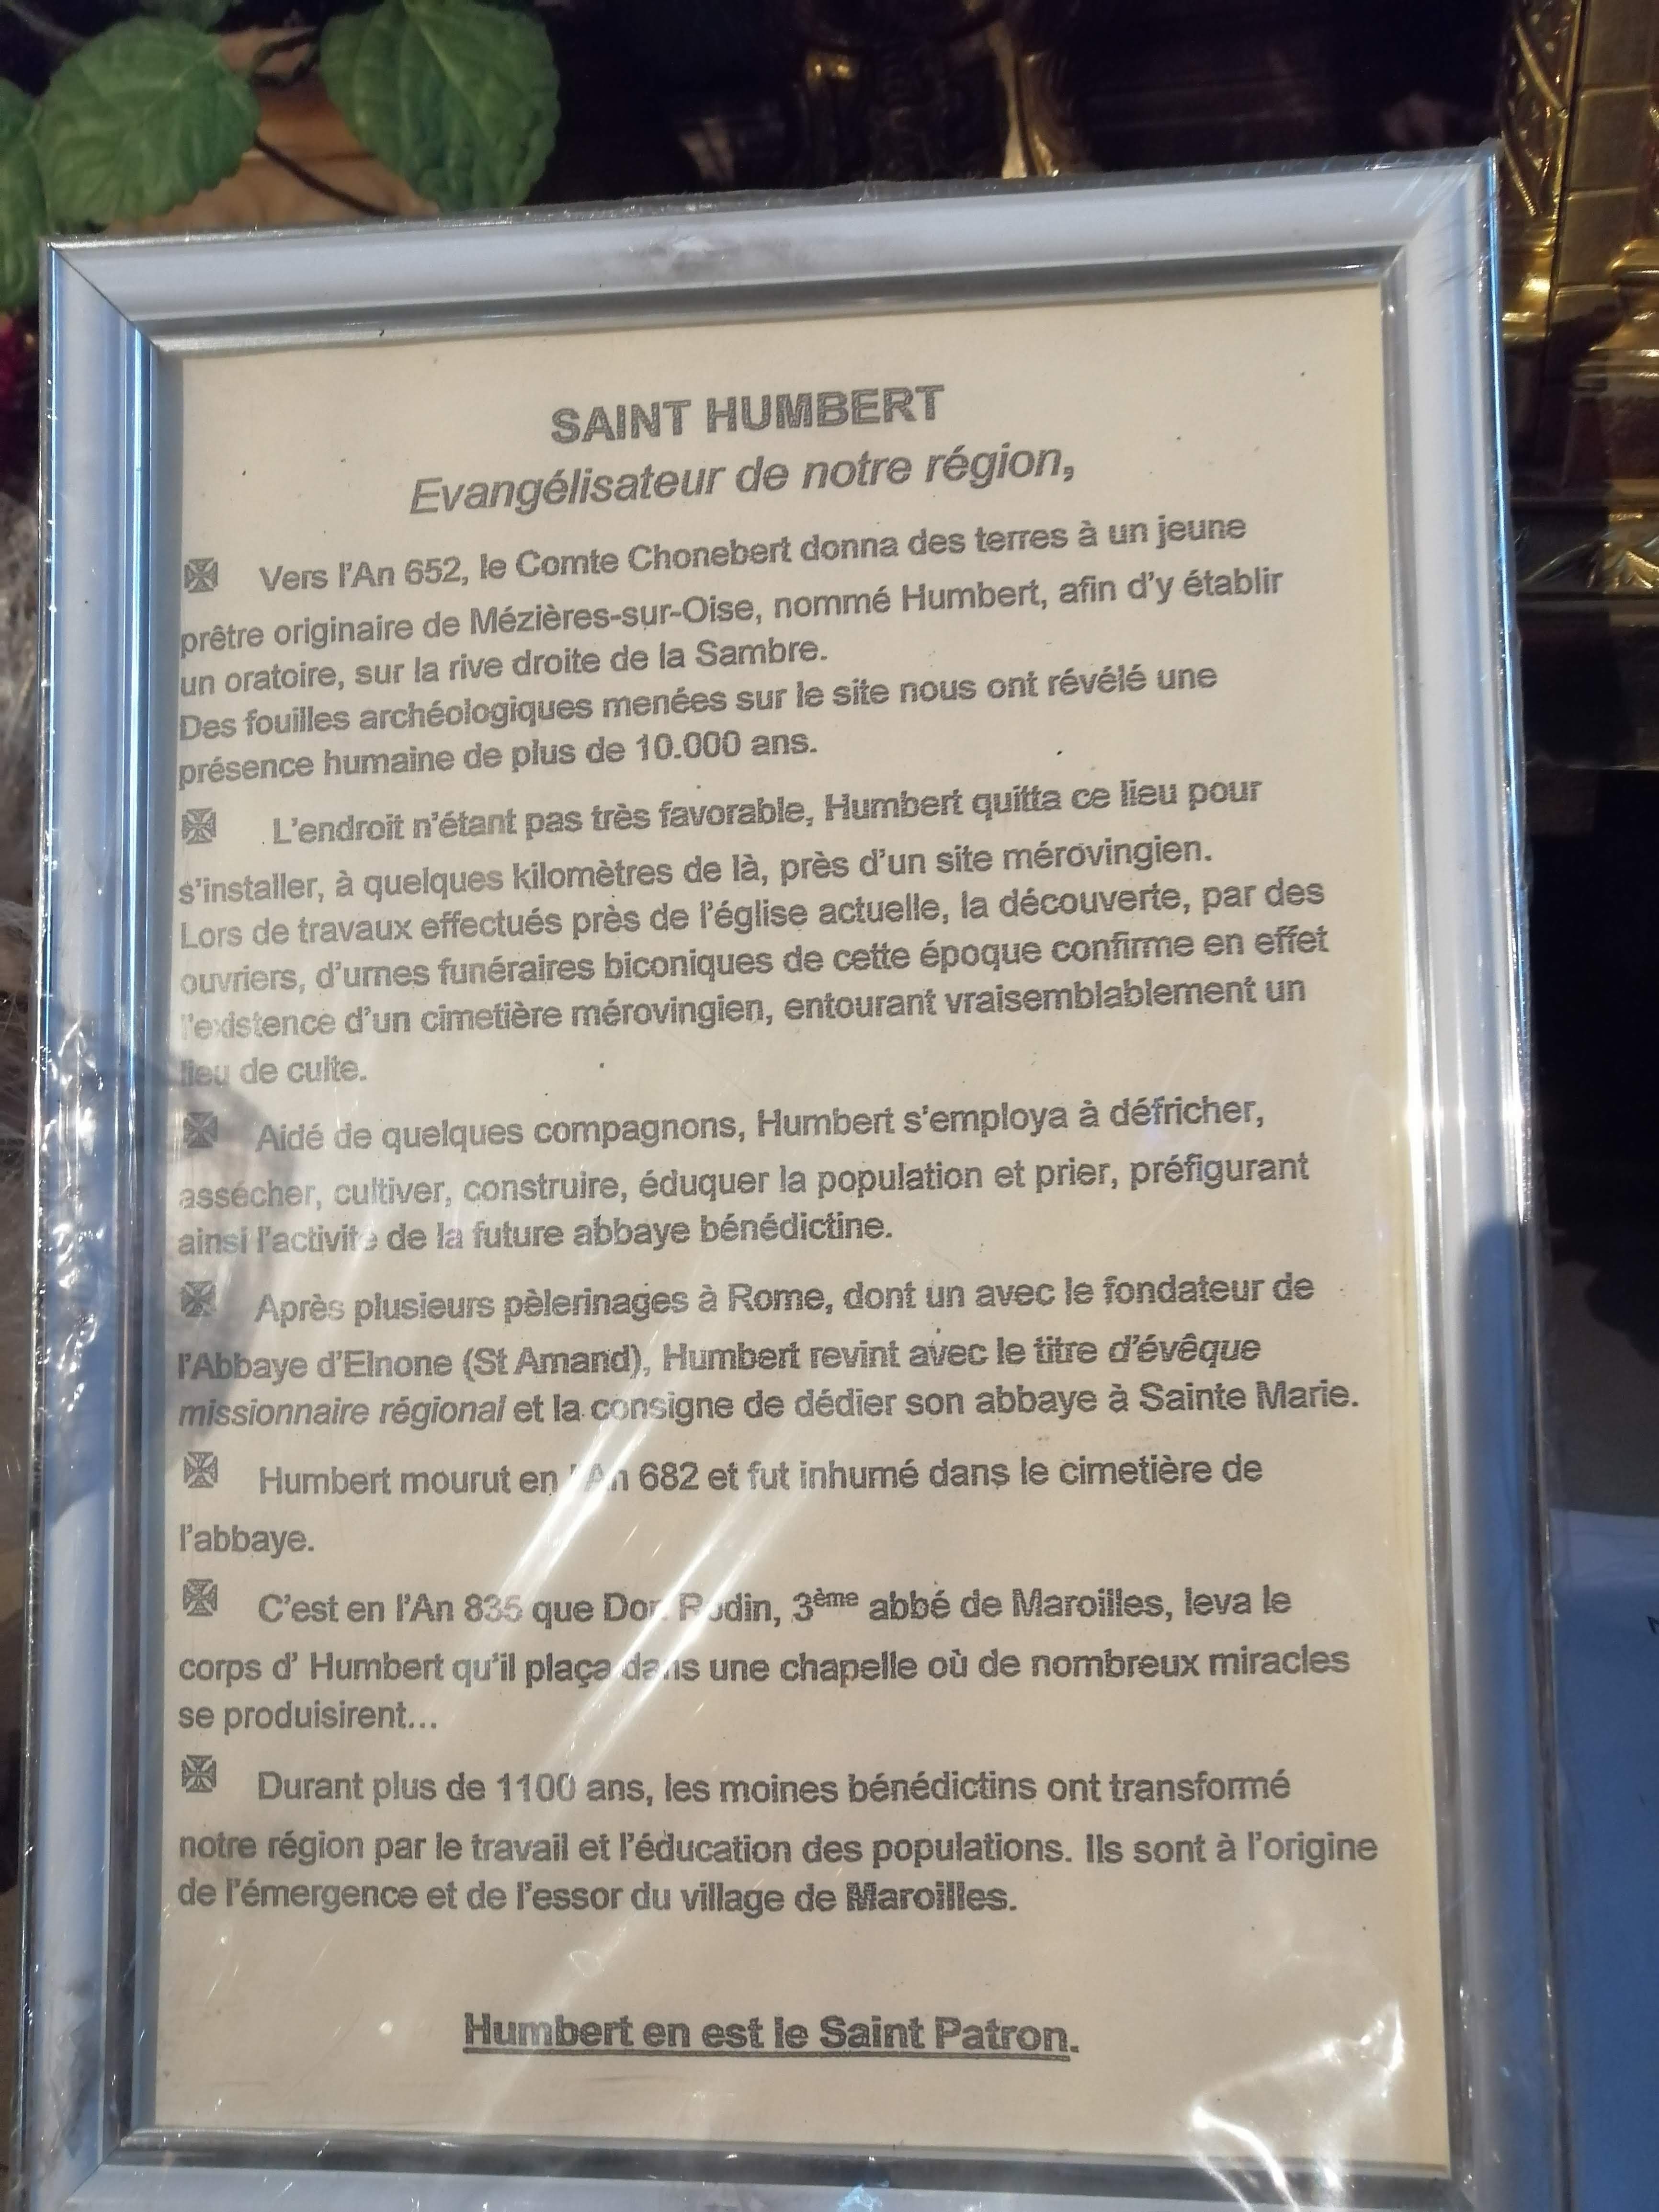 SAINT HUMBERT
Evangélisateur de notre région,
Vers l'An 652, le Comte Chonebert donna des terres à un jeune
prêtre originaire de Mézières-sur-Oise, nommé Humbert, afin d'y établir
un oratoire, sur la rive droite de la Sambre.
Des fouilles archéologiques menées sur le site nous ont révélé une
présence humaine de plus de 10.000 ans.
L'endroit n'étant pas très favorable, Humbert quitta ce lieu pour
s'installer, à quelques kilomètres de là, près d'un site mérovingien.
Lors de travaux effectués près de l'église actuelle, la découverte, par des
ouvriers, d'urnes funéraires biconiques de cette époque confirme en effet
l'existence d'un cimetière mérovingien, entourant vraisemblablement un
lieu de culte.
Aidé de quelques compagnons, Humbert s'employa à défricher,
assécher, cultiver, construire, éduquer la population et prier, préfigurant
ainsi l'activité de la future abbaye bénédictine.
Après plusieurs pèlerinages à Rome, dont un avec le fondateur de
l'Abbaye d'Elnone (St Amand), Humbert revint avec le titre d'évêque
missionnaire régional et la consigne de dédier son abbaye à Sainte Marie.
Humbert mourut en l'An 682 et fut inhumé dans le cimetière de
l'abbaye.
C'est en l'An 835 que Rodin, 3ème abbé de Maroilles, leva le
corps d' Humbert qu'il plaça dans une chapelle où de nombreux miracles
se produisirent...
Durant plus de 1100 ans, les moines bénédictins ont transformé
notre région par le travail et l'éducation des populations. Ils sont à l'origine
de l'émergence et de l'essor du village de Maroilles.
Humbert en est le Saint Patron.